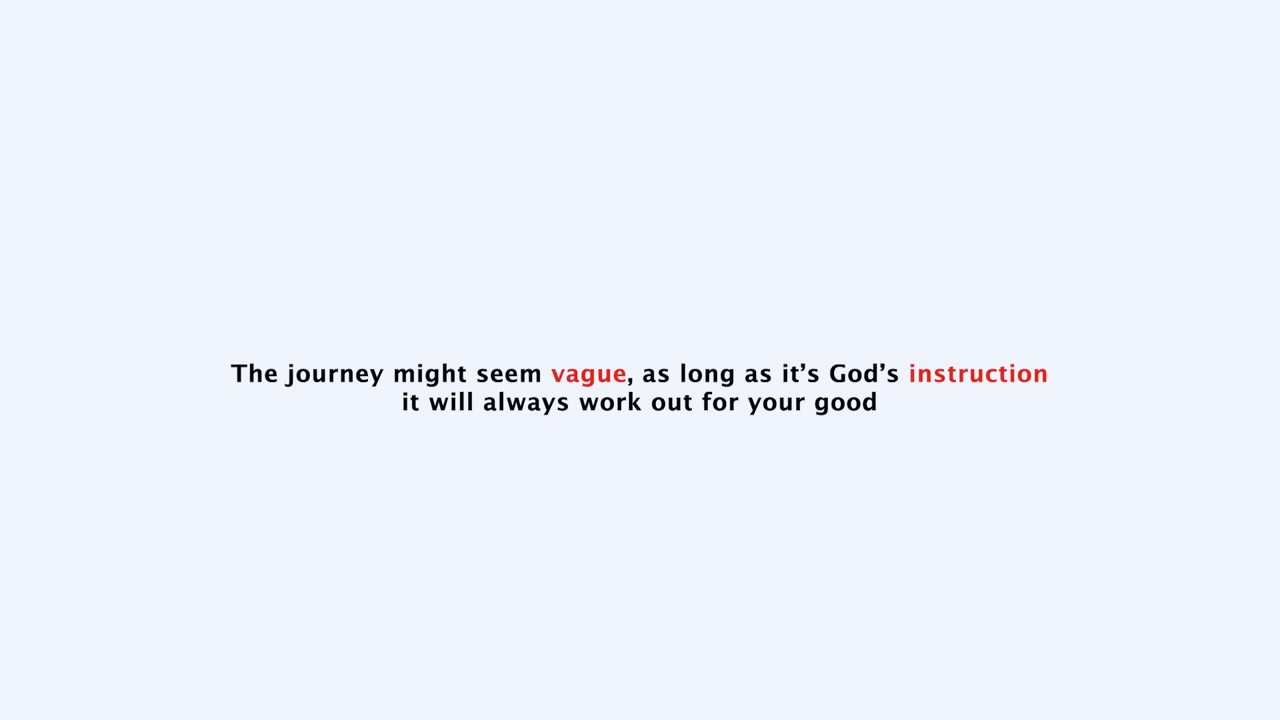 The journey might seem vague, as long as it’s God’s instruction
it will always work out for your good